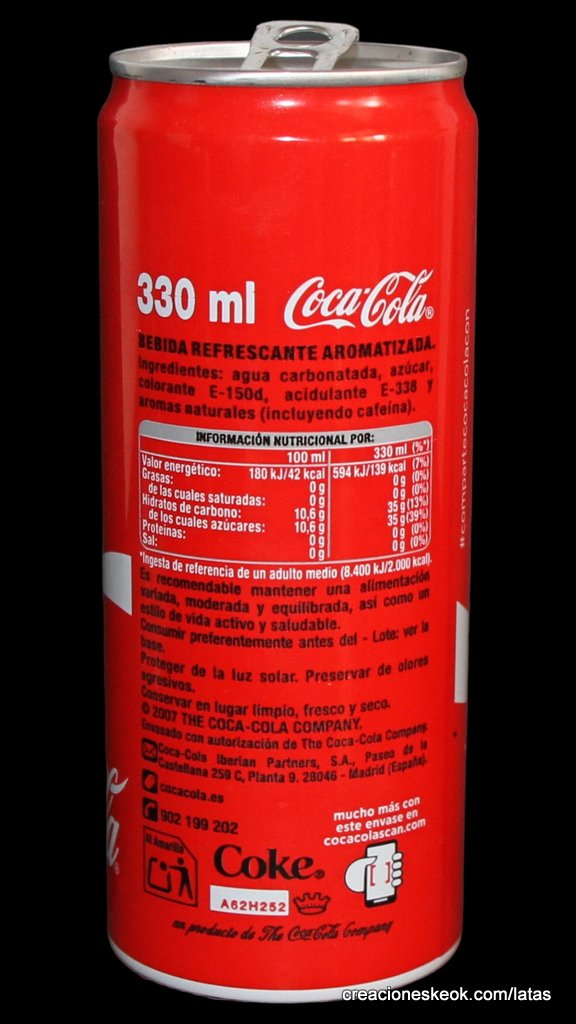 330 ml Coca-Cola®
BEBIDA REFRESCANTE AROMATIZADA.
Ingredientes: agua carbonatada, azúcar,
colorante E-150d, acidulante E-338 y
aromas naturales (incluyendo cafeína).
INFORMACIÓN NUTRICIONAL POR:
100 ml 330 ml (%*)
Valor energético: 180 kJ/42 kcal 594 kJ/139 kcal (7%)
Grasas: 0 g 0 g (0%)
de las cuales saturadas: 0 g 0 g (0%)
Hidratos de carbono: 10,6 g 35 g (13%)
de los cuales azúcares: 10,6 g 35 g (39%)
Proteínas: 0 g 0 g (0%)
Sal: 0 g 0 g (0%)
*Ingesta de referencia de un adulto medio (8.400 kJ/2.000 kcal).
Es recomendable mantener una alimentación
variada, moderada y equilibrada, así como un
estilo de vida activo y saludable.
Consumir preferentemente antes del - Lote: ver la
base.
Proteger de la luz solar. Preservar de olores
agresivos.
Conservar en lugar limpio, fresco y seco.
© 2007 THE COCA-COLA COMPANY.
Envasado con autorización de The Coca-Cola Company.
Coca-Cola Iberian Partners, S.A., Paseo de la
Castellana 259 C, Planta 9. 28046 - Madrid (España).
cocacola.es
902 199 202
mucho más con
este envase en
cocacolascan.com
Al Amarillo
Coke®
A62H252
un producto de The Coca-Cola Company
#compartecocacolacon
creacioneskeok.com/latas